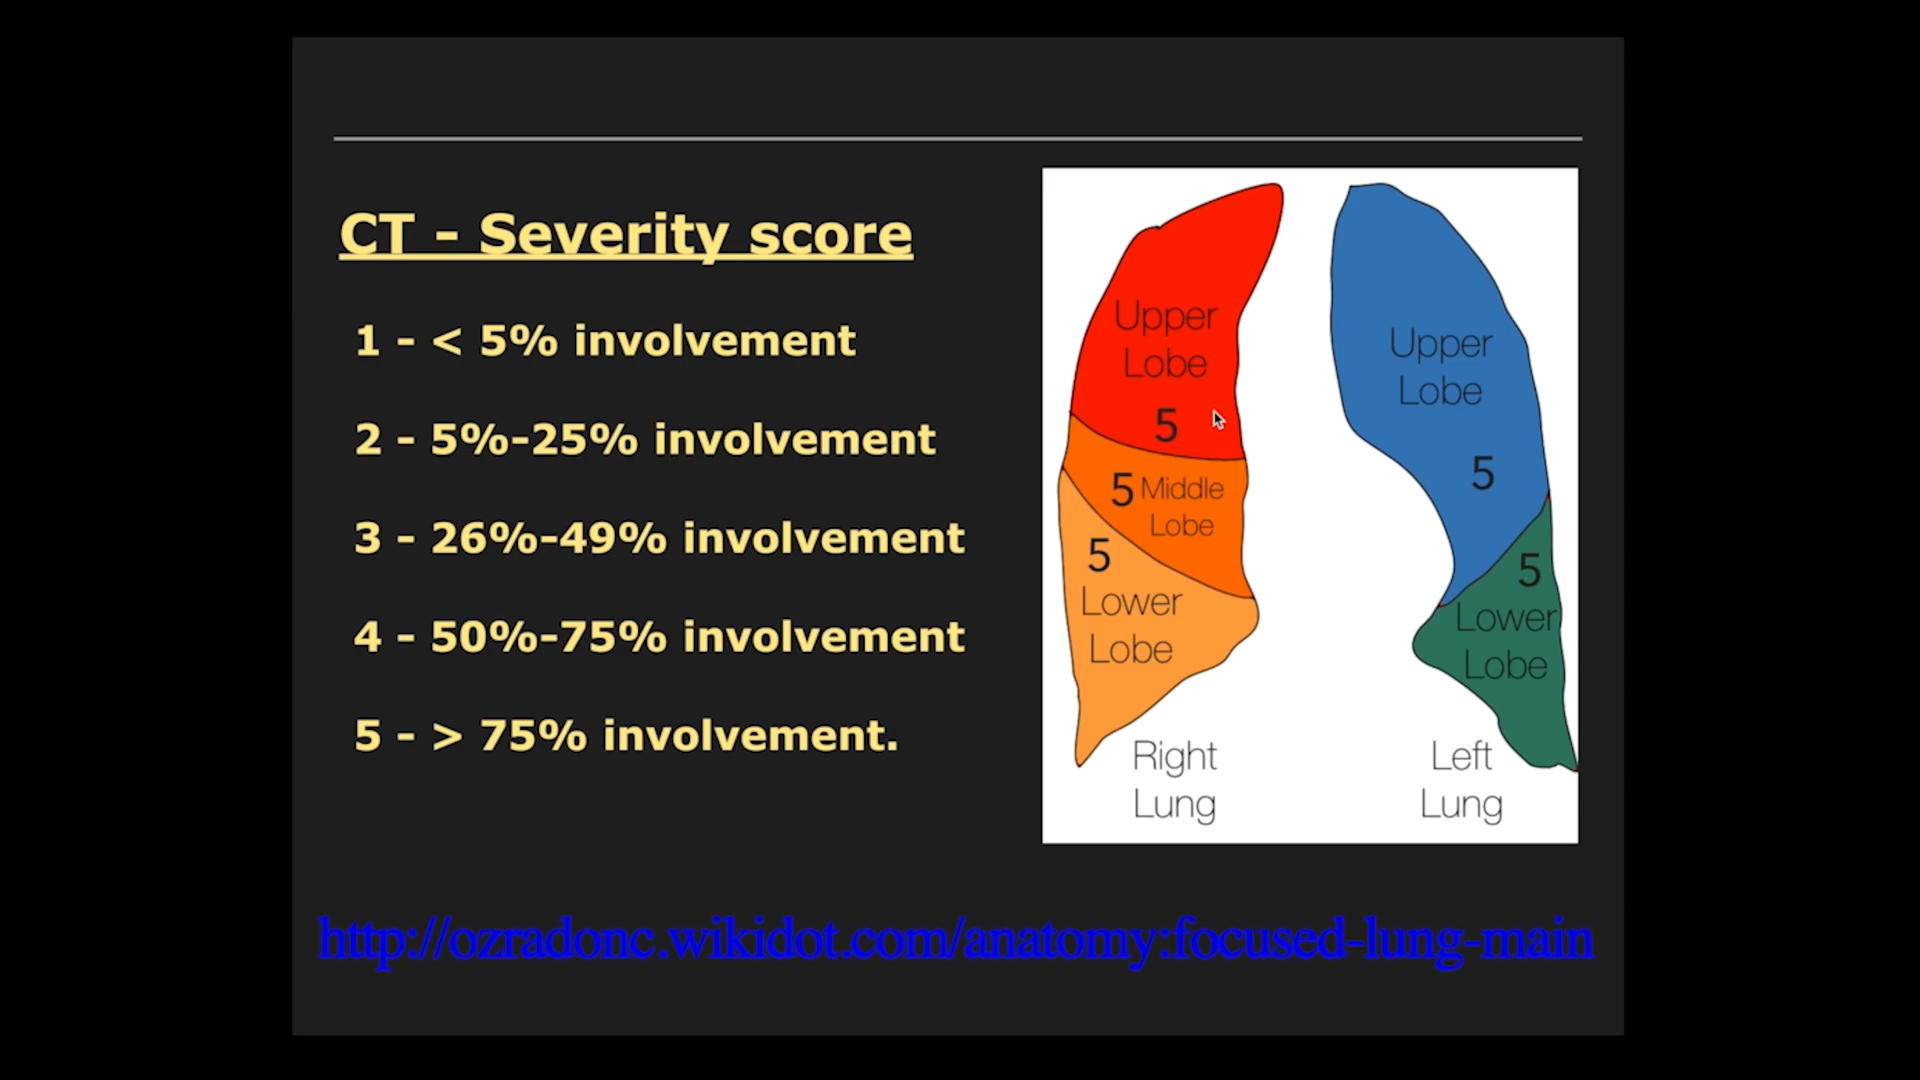 CT - Severity score
1 - < 5% involvement
2 - 5%-25% involvement
3 - 26%-49% involvement
4 - 50%-75% involvement
5 - > 75% involvement.
Upper
Lobe
5
5 Middle
Lobe
5
Lower
Lobe
Right
Lung
Upper
Lobe
5
5
Lower
Lobe
Left
Lung
http://ozradonc.wikidot.com/anatomy:focused-lung-main